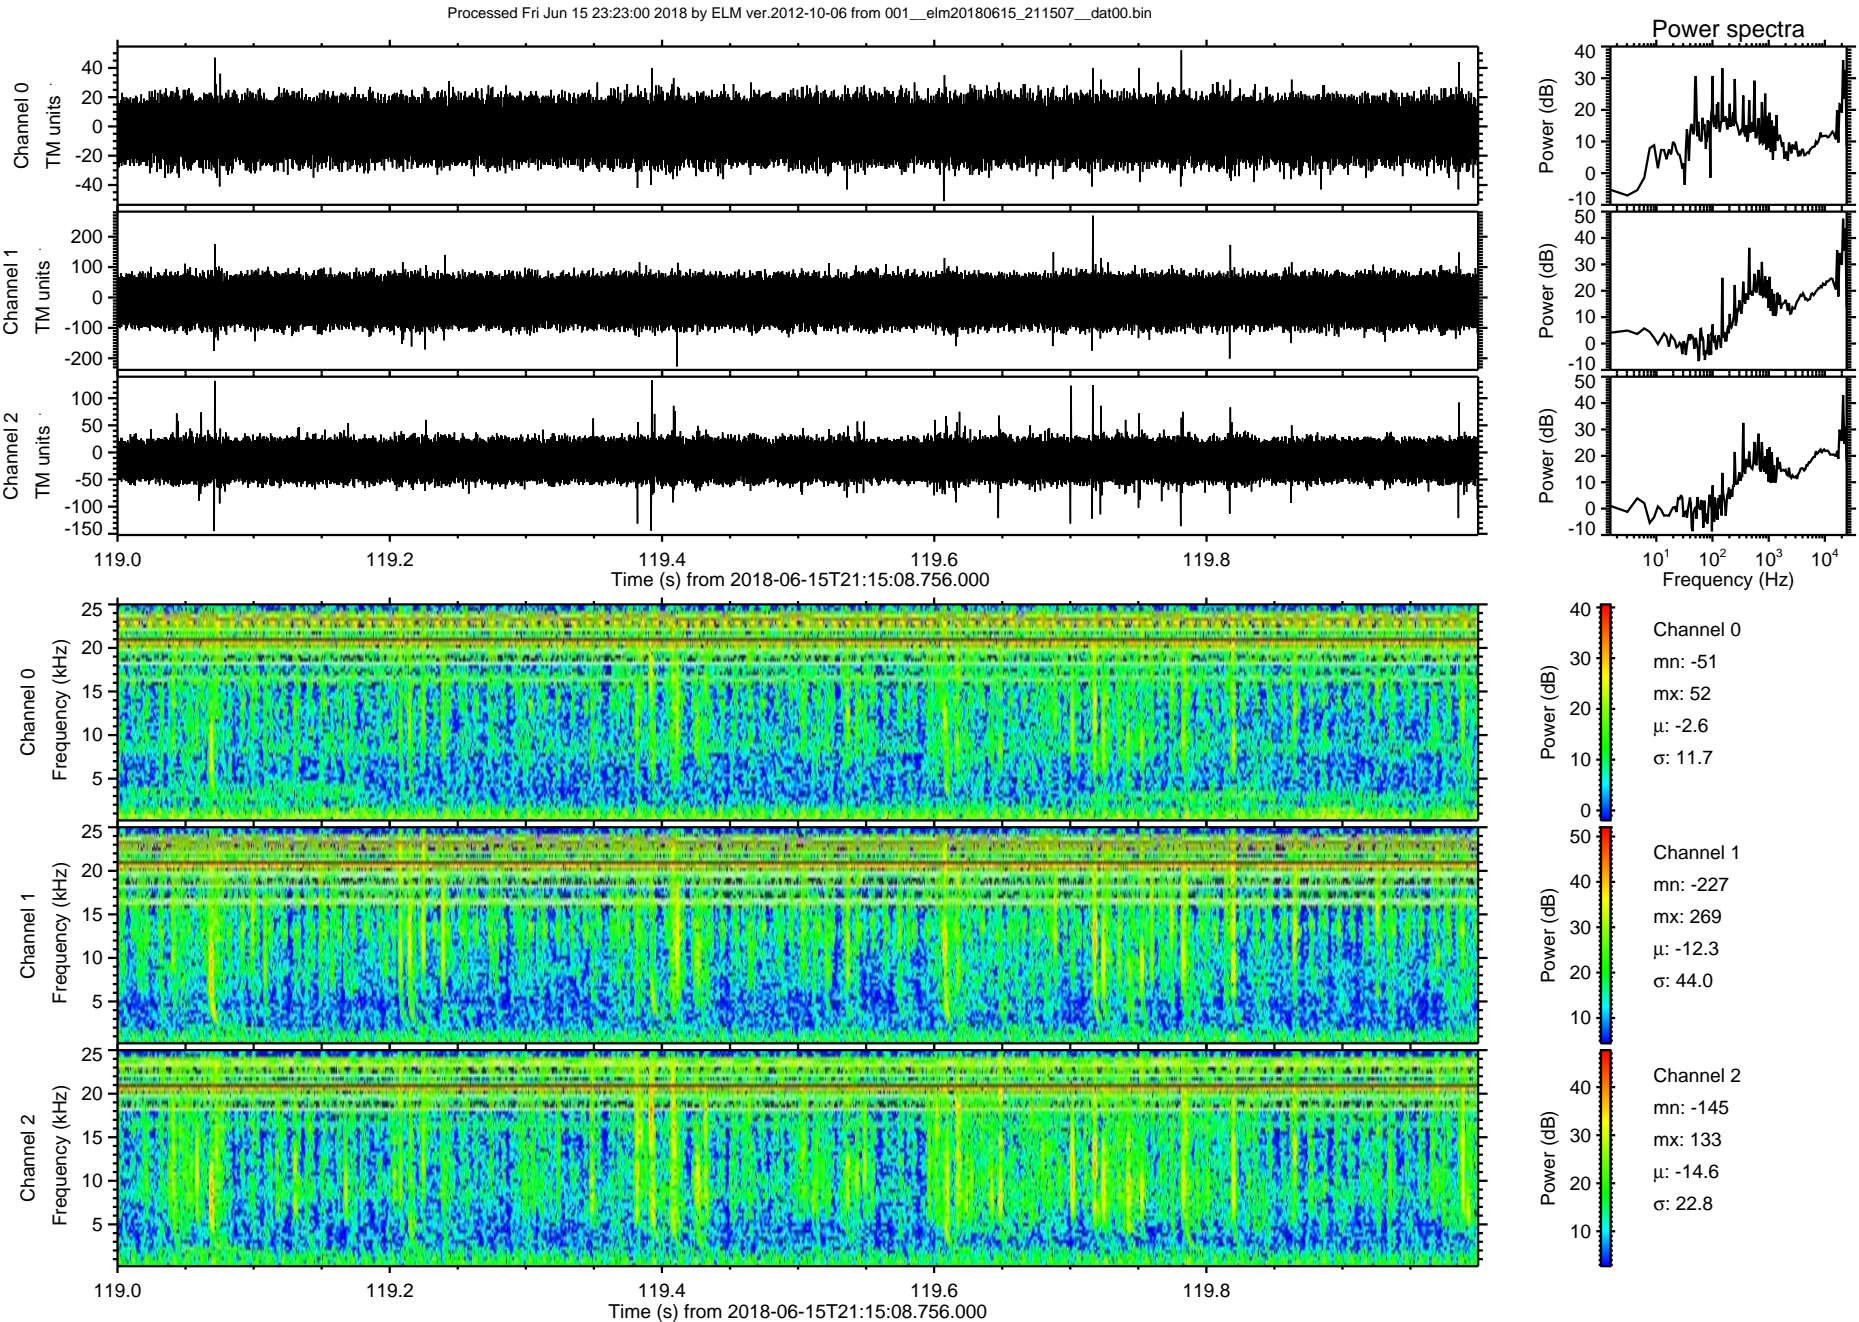 Processed Fri Jun 15 23:23:00 2018 by ELM ver.2012-10-06 from 001__elm20180615_211507__dat00.bin
Power spectra
Channel 0
TM units
40
20
0
-20
-40
Power (dB)
40
30
20
10
0
-10
Channel 1
TM units
200
100
0
-100
-200
Power (dB)
50
40
30
20
10
0
-10
Channel 2
TM units
100
50
0
-50
-100
-150
Power (dB)
50
40
30
20
10
0
-10
119.0 119.2 119.4 119.6 119.8
Time (s) from 2018-06-15T21:15:08.756.000
10^1 10^2 10^3 10^4
Frequency (Hz)
Channel 0
Frequency (kHz)
25
20
15
10
5
Power (dB)
40
30
20
10
0
Channel 0
mn: -51
mx: 52
μ: -2.6
σ: 11.7
Channel 1
Frequency (kHz)
25
20
15
10
5
Power (dB)
50
40
30
20
10
Channel 1
mn: -227
mx: 269
μ: -12.3
σ: 44.0
Channel 2
Frequency (kHz)
25
20
15
10
5
Power (dB)
40
30
20
10
Channel 2
mn: -145
mx: 133
μ: -14.6
σ: 22.8
119.0 119.2 119.4 119.6 119.8
Time (s) from 2018-06-15T21:15:08.756.000